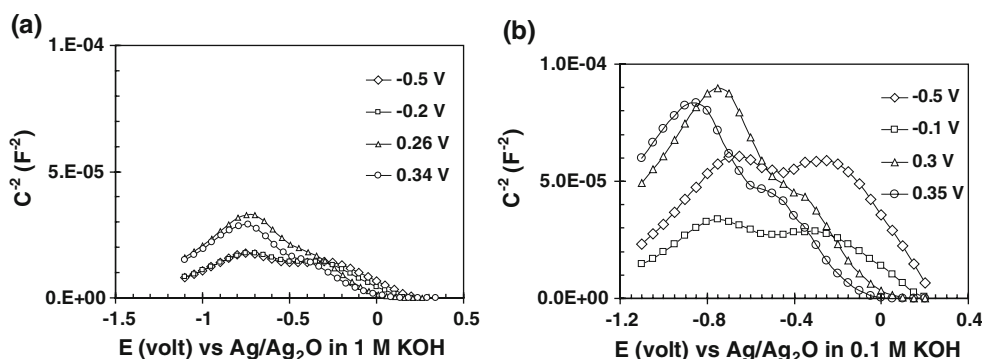 (a)
1.E-04
5.E-05
0.E+00
C⁻² (F⁻²)
-0.5 V
-0.2 V
0.26 V
0.34 V
-1.5 -1 -0.5 0 0.5
E (volt) vs Ag/Ag₂O in 1 M KOH
(b)
1.E-04
5.E-05
0.E+00
C⁻² (F⁻²)
-0.5 V
-0.1 V
0.3 V
0.35 V
-1.2 -0.8 -0.4 0 0.4
E (volt) vs Ag/Ag₂O in 0.1 M KOH